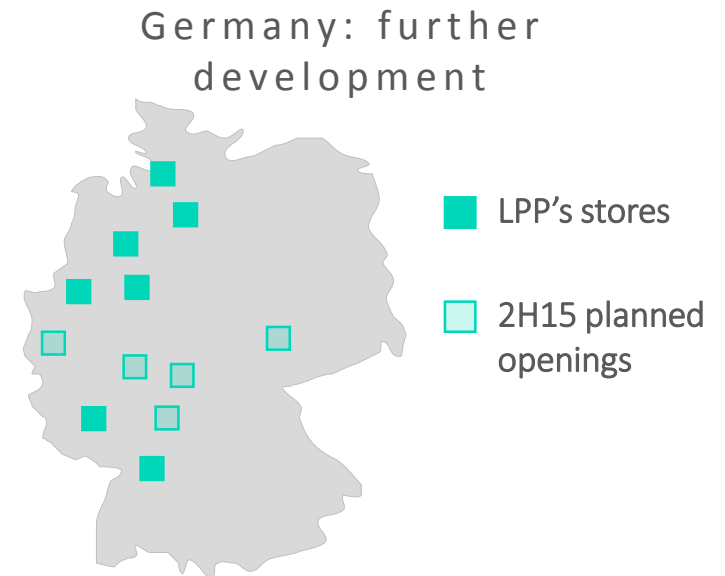 Germany: further
development
LPP's stores
2H15 planned
openings